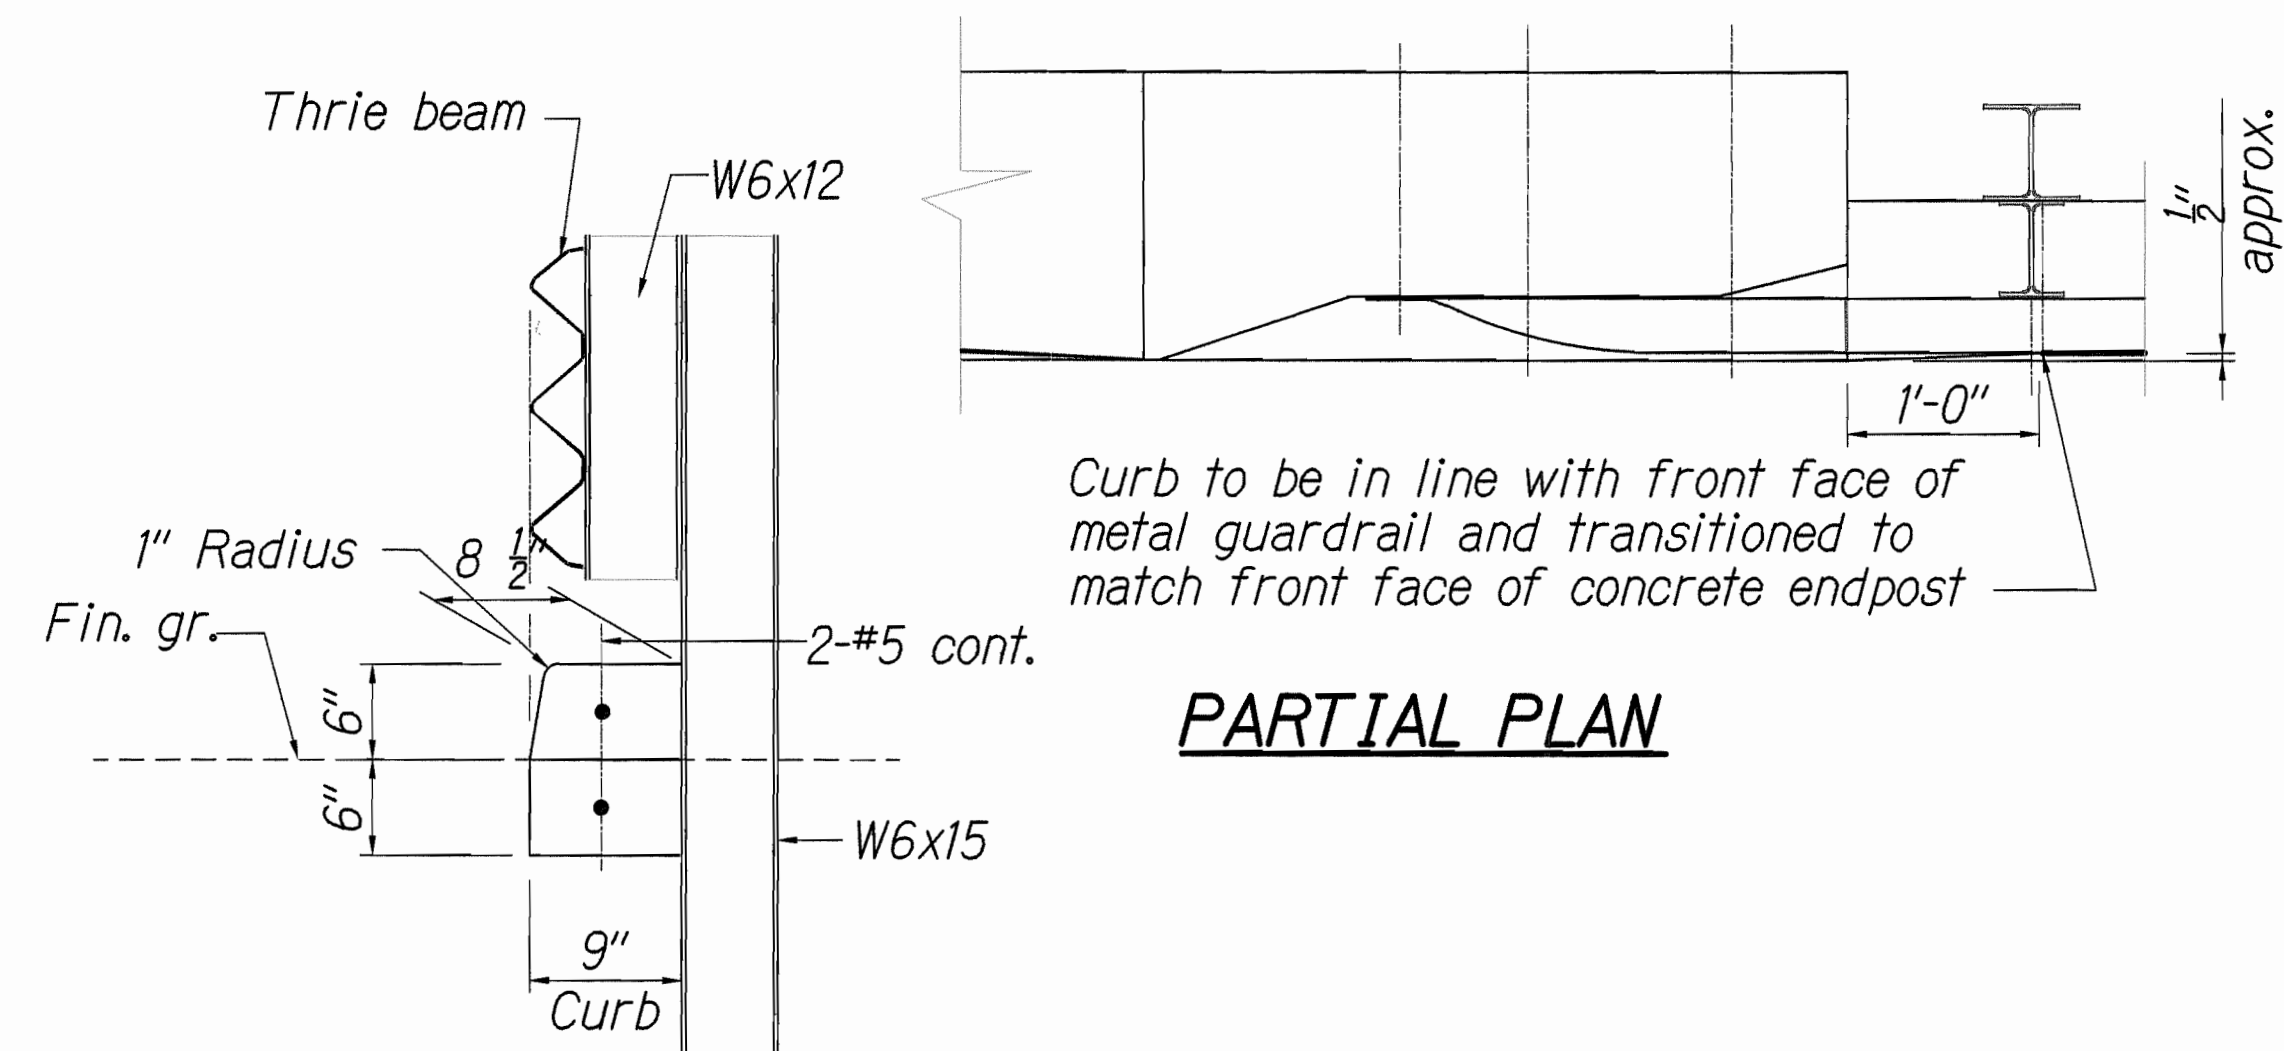 Thrie beam
W6x12
1" Radius
8 1/2"
Fin. gr.
2-#5 cont.
6"
6"
W6x15
9"
Curb
1/2"
approx.
1'-0"
Curb to be in line with front face of
metal guardrail and transitioned to
match front face of concrete endpost
PARTIAL PLAN